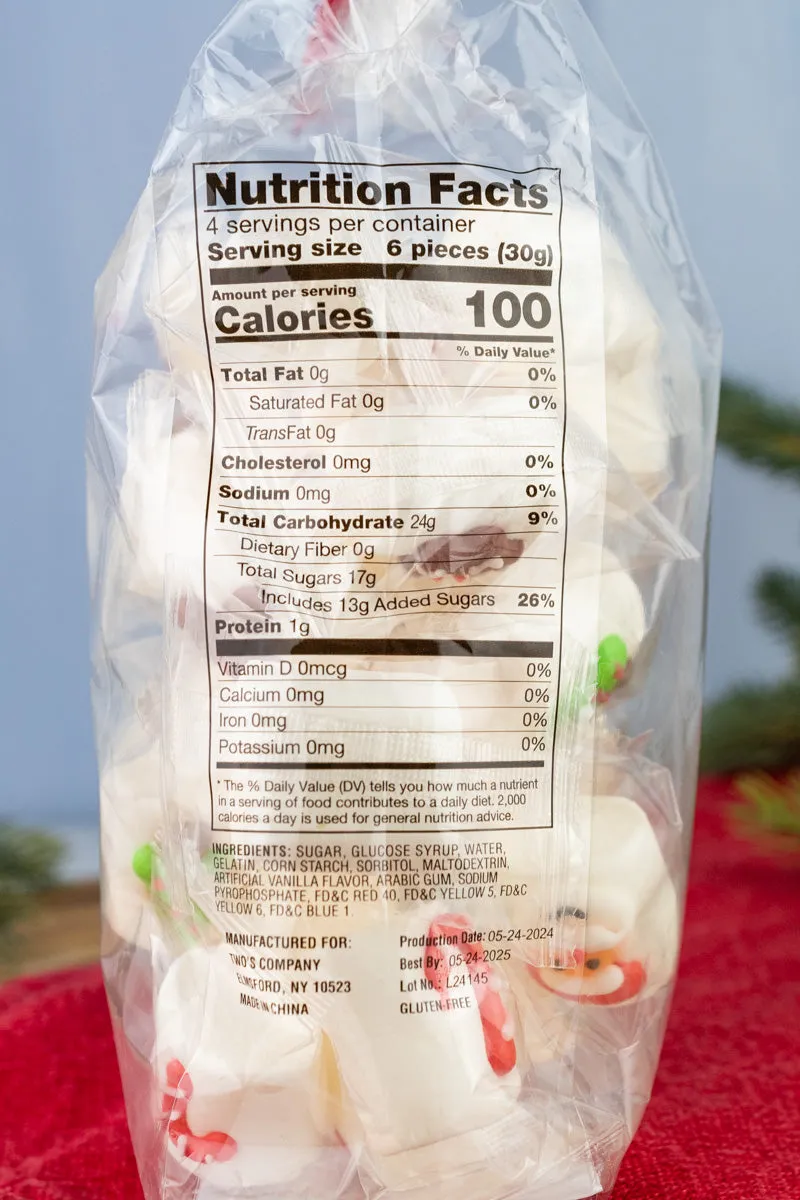 Nutrition Facts
4 servings per container
Serving size 6 pieces (30g)
Amount per serving
Calories 100
% Daily Value*
Total Fat 0g 0%
Saturated Fat 0g 0%
TransFat 0g
Cholesterol 0mg 0%
Sodium 0mg 0%
Total Carbohydrate 24g 9%
Dietary Fiber 0g
Total Sugars 17g
Includes 13g Added Sugars 26%
Protein 1g
Vitamin D 0mcg 0%
Calcium 0mg 0%
Iron 0mg 0%
Potassium 0mg 0%
* The % Daily Value (DV) tells you how much a nutrient
in a serving of food contributes to a daily diet. 2,000
calories a day is used for general nutrition advice.
INGREDIENTS: SUGAR, GLUCOSE SYRUP, WATER,
GELATIN, CORN STARCH, SORBITOL, MALTODEXTRIN,
ARTIFICIAL VANILLA FLAVOR, ARABIC GUM, SODIUM
PYROPHOSPHATE, FD&C RED 40, FD&C YELLOW 5, FD&C
YELLOW 6, FD&C BLUE 1.
MANUFACTURED FOR:
TWO'S COMPANY
ELMSFORD, NY 10523
MADE IN CHINA
Production Date: 05-24-2024
Best By: 05-24-2025
Lot No.: L24145
GLUTEN-FREE